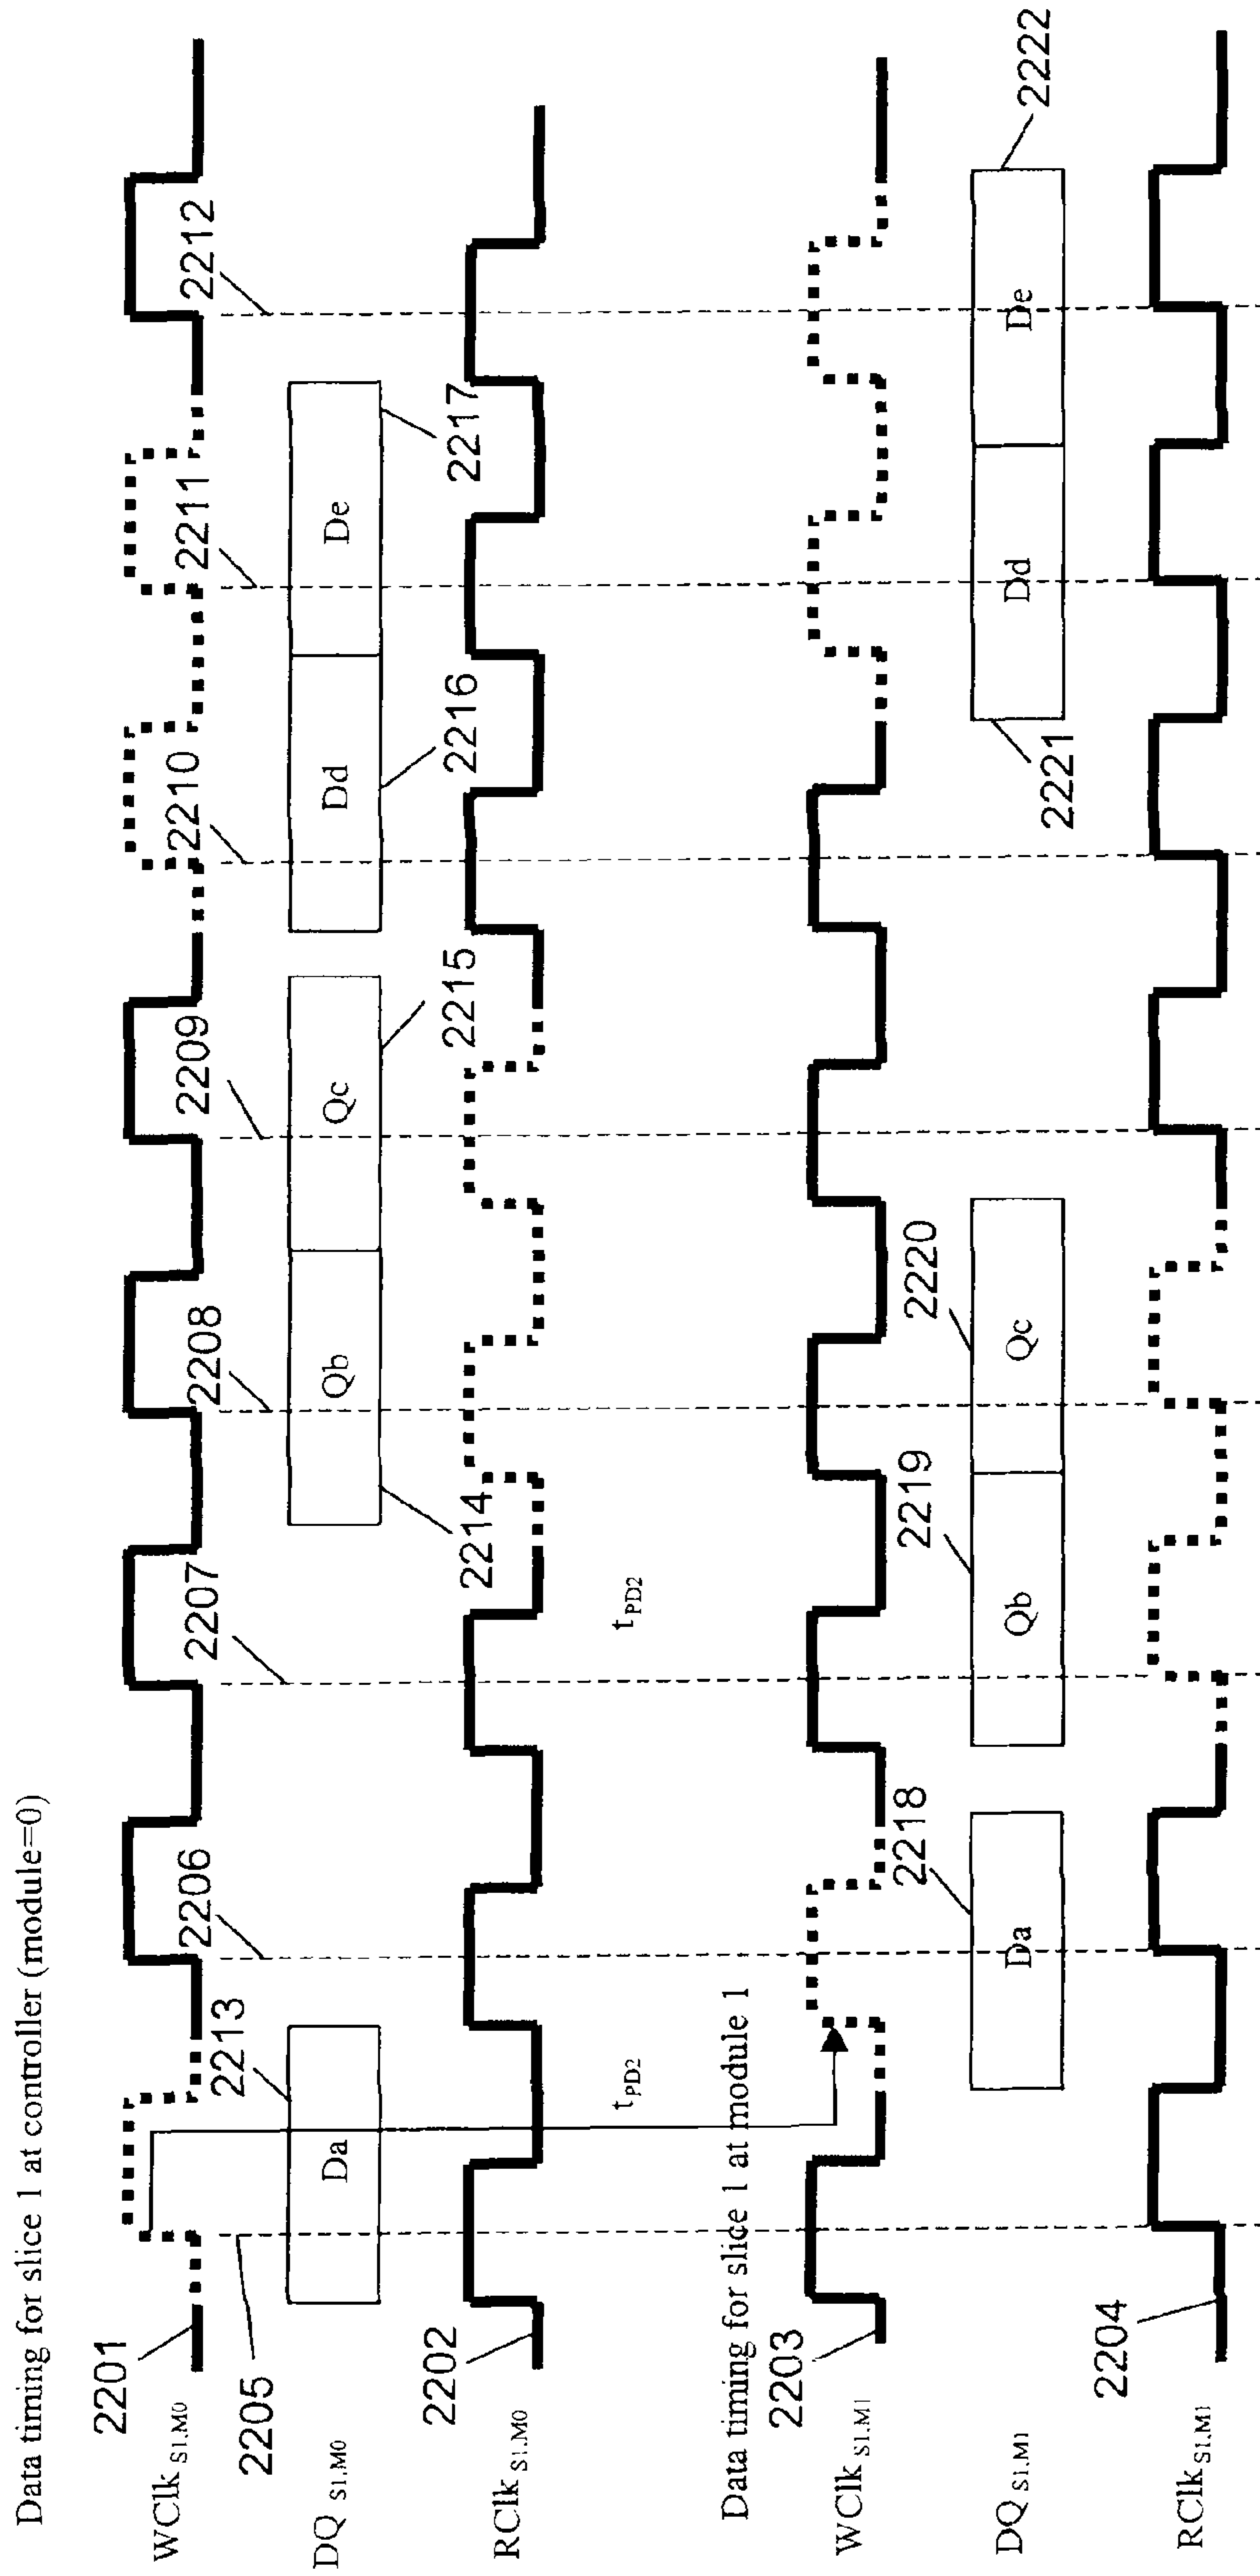 Data timing for slice 1 at controller (module=0)
2201
WClk S1.M0
2205
2206
2207
2208
2209
2210
2211
2212
DQ S1.M0
2213
Da
2214
Qb
Qc
2215
Dd
2216
De
2217
2202
RClk S1.M0
tPD2
tPD2
Data timing for slice 1 at module 1
2203
WClk S1.M1
DQ S1.M1
2218
Da
2219
Qb
2220
Qc
2221
Dd
De
2222
2204
RClk S1.M1